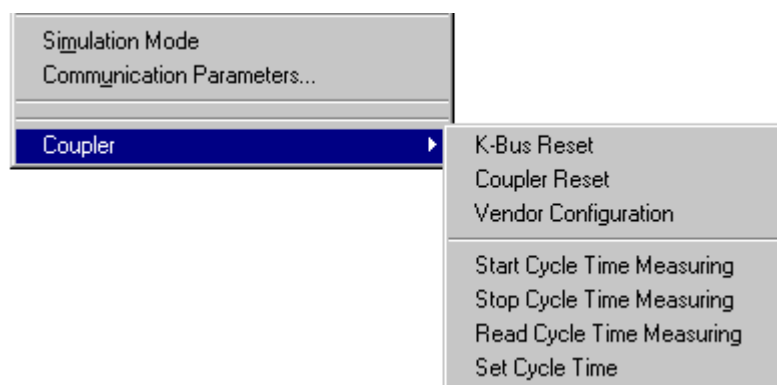 Simulation Mode
Communication Parameters...
Coupler
K-Bus Reset
Coupler Reset
Vendor Configuration
Start Cycle Time Measuring
Stop Cycle Time Measuring
Read Cycle Time Measuring
Set Cycle Time